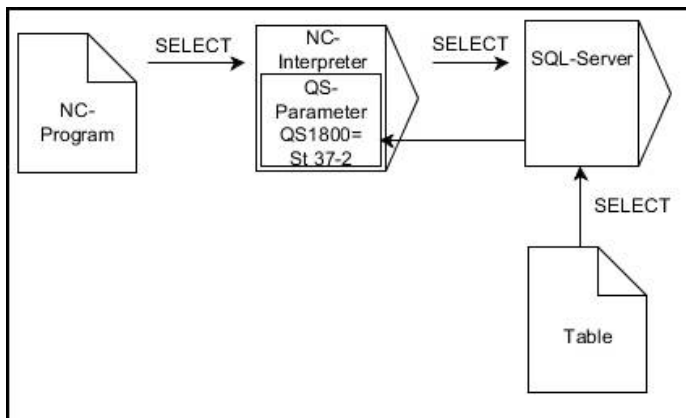 NC-
Program
SELECT
NC-
Interpreter
QS-
Parameter
QS1800=
St 37-2
SELECT
SQL-Server
SELECT
Table